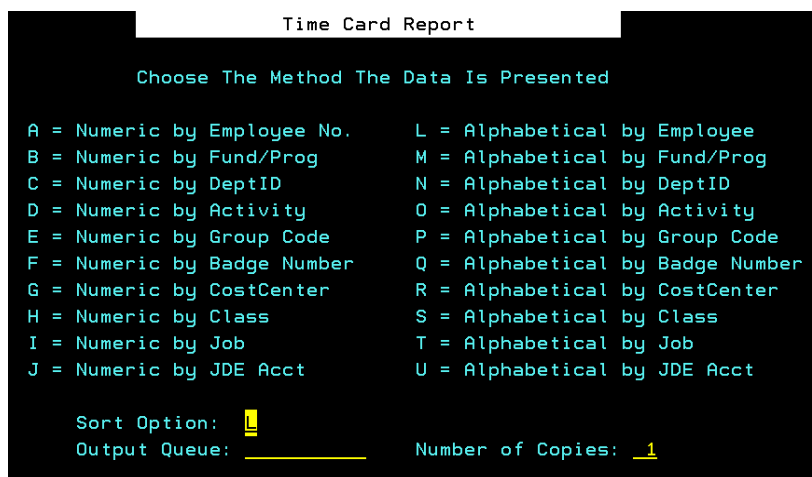 Time Card Report
Choose The Method The Data Is Presented
A = Numeric by Employee No. L = Alphabetical by Employee
B = Numeric by Fund/Prog M = Alphabetical by Fund/Prog
C = Numeric by DeptID N = Alphabetical by DeptID
D = Numeric by Activity O = Alphabetical by Activity
E = Numeric by Group Code P = Alphabetical by Group Code
F = Numeric by Badge Number Q = Alphabetical by Badge Number
G = Numeric by CostCenter R = Alphabetical by CostCenter
H = Numeric by Class S = Alphabetical by Class
I = Numeric by Job T = Alphabetical by Job
J = Numeric by JDE Acct U = Alphabetical by JDE Acct
Sort Option: L
Output Queue: Number of Copies: 1